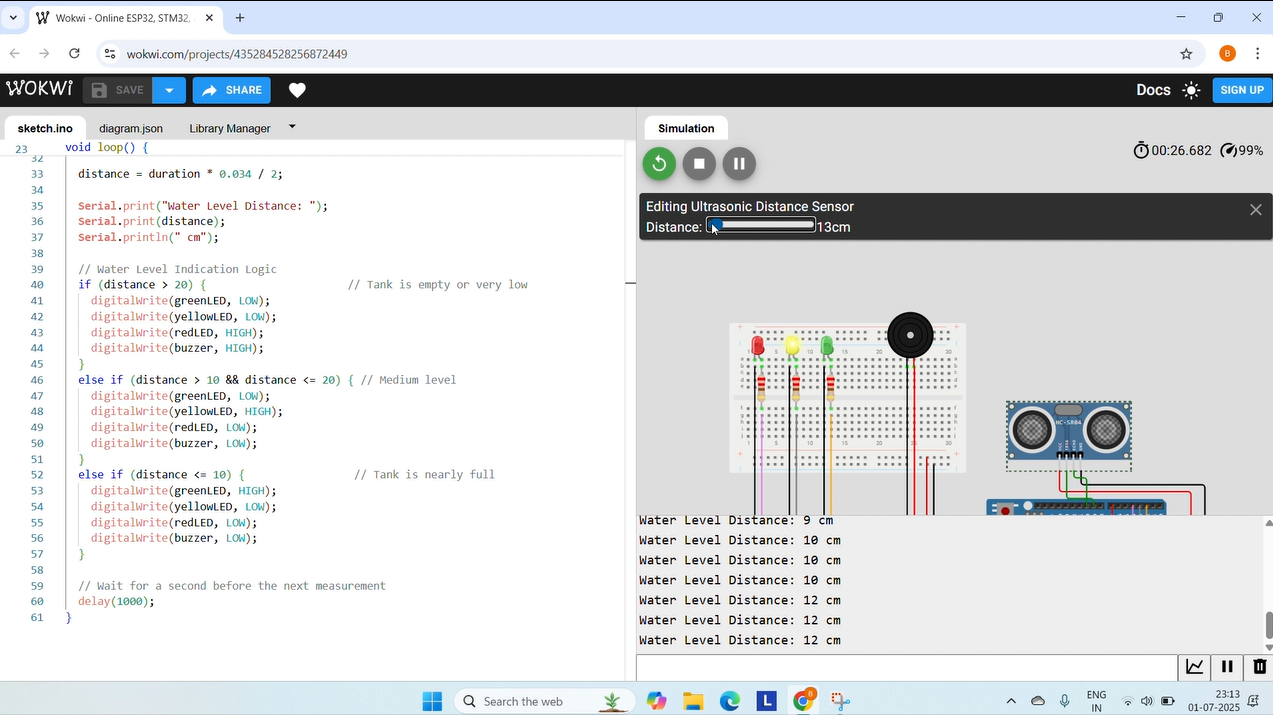 Wokwi - Online ESP32, STM32,
wokwi.com/projects/435284528256872449
B
WOKWI
SAVE
SHARE
Docs
SIGN UP
sketch.ino
diagram.json
Library Manager
Simulation
23 void loop() {
32
33 distance = duration * 0.034 / 2;
34
35 Serial.print("Water Level Distance: ");
36 Serial.print(distance);
37 Serial.println(" cm");
38
39 // Water Level Indication Logic
40 if (distance > 20) { // Tank is empty or very low
41 digitalWrite(greenLED, LOW);
42 digitalWrite(yellowLED, LOW);
43 digitalWrite(redLED, HIGH);
44 digitalWrite(buzzer, HIGH);
45 }
46 else if (distance > 10 && distance <= 20) { // Medium level
47 digitalWrite(greenLED, LOW);
48 digitalWrite(yellowLED, HIGH);
49 digitalWrite(redLED, LOW);
50 digitalWrite(buzzer, LOW);
51 }
52 else if (distance <= 10) { // Tank is nearly full
53 digitalWrite(greenLED, HIGH);
54 digitalWrite(yellowLED, LOW);
55 digitalWrite(redLED, LOW);
56 digitalWrite(buzzer, LOW);
57 }
58
59 // Wait for a second before the next measurement
60 delay(1000);
61 }
00:26.682 99%
Editing Ultrasonic Distance Sensor
Distance: 13cm
HC-SR04
Water Level Distance: 9 cm
Water Level Distance: 10 cm
Water Level Distance: 10 cm
Water Level Distance: 10 cm
Water Level Distance: 12 cm
Water Level Distance: 12 cm
Water Level Distance: 12 cm
Search the web
L
B
ENG
IN
23:13
01-07-2025